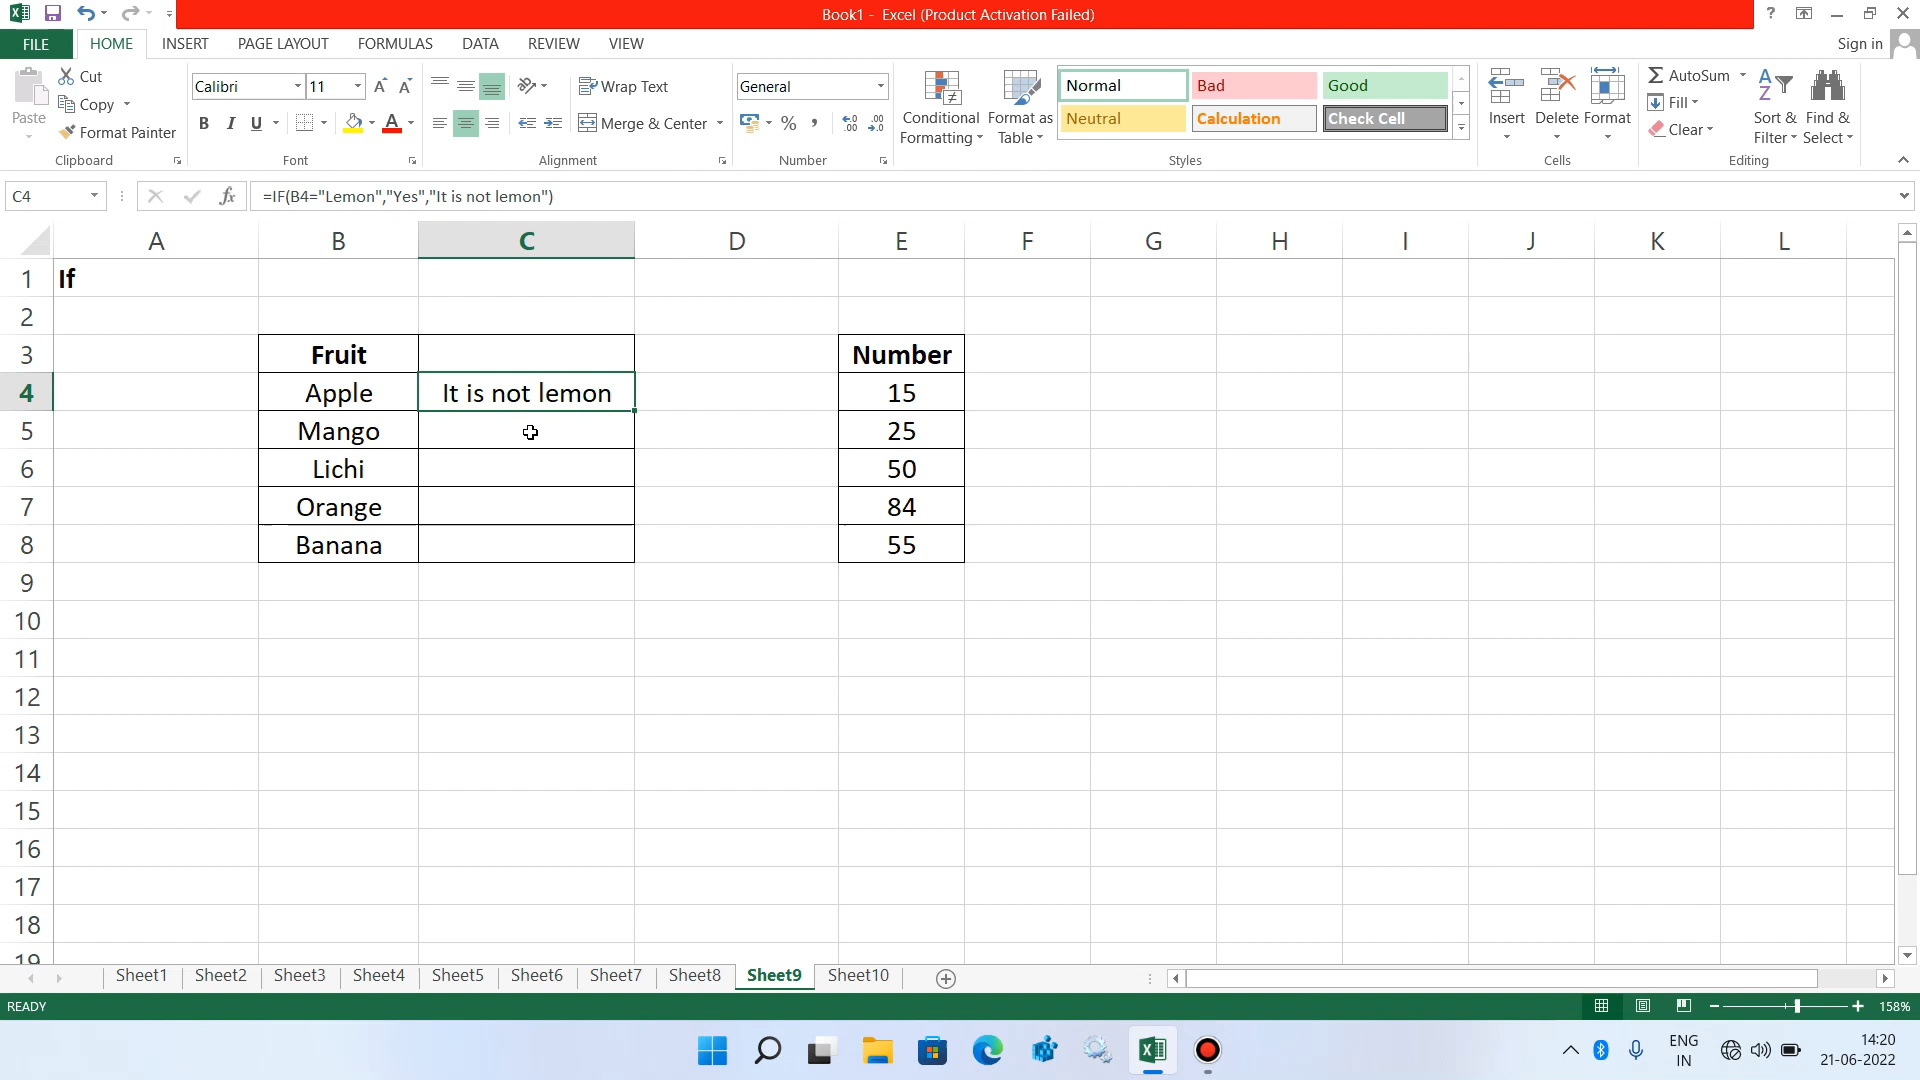 Book1 - Excel (Product Activation Failed)
?
FILE HOME INSERT PAGE LAYOUT FORMULAS DATA REVIEW VIEW Sign in
Paste Cut Copy Format Painter
Clipboard
Calibri 11 A A
B I U A
Font
Wrap Text
Merge & Center
Alignment
General
% , .00 .0
Number
Conditional Formatting
Format as Table
Normal Bad Good
Neutral Calculation Check Cell
Styles
Insert Delete Format
Cells
AutoSum
Fill
Clear
Sort & Filter
Find & Select
Editing
C4 fx =IF(B4="Lemon","Yes","It is not lemon")
A B C D E F G H I J K L
1 If
2
3 Fruit Number
4 Apple It is not lemon 15
5 Mango 25
6 Lichi 50
7 Orange 84
8 Banana 55
9
10
11
12
13
14
15
16
17
18
19
Sheet1 Sheet2 Sheet3 Sheet4 Sheet5 Sheet6 Sheet7 Sheet8 Sheet9 Sheet10
READY 158%
ENG
IN
14:20
21-06-2022